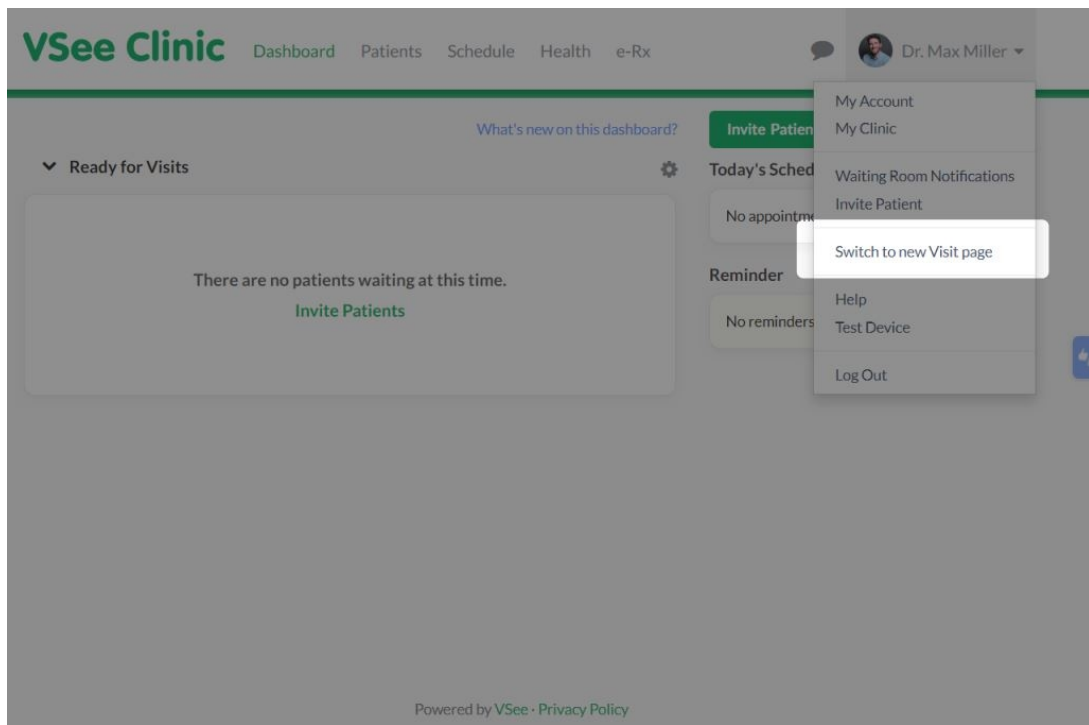 VSee Clinic Dashboard Patients Schedule Health e-Rx Dr. Max Miller
What's new on this dashboard?
Ready for Visits
There are no patients waiting at this time.
Invite Patients
Invite
Today's
No
Reminder
No reminders
My Account
My Clinic
Waiting Room Notifications
Invite Patient
Switch to new Visit page
Help
Test Device
Log Out
Powered by VSee · Privacy Policy